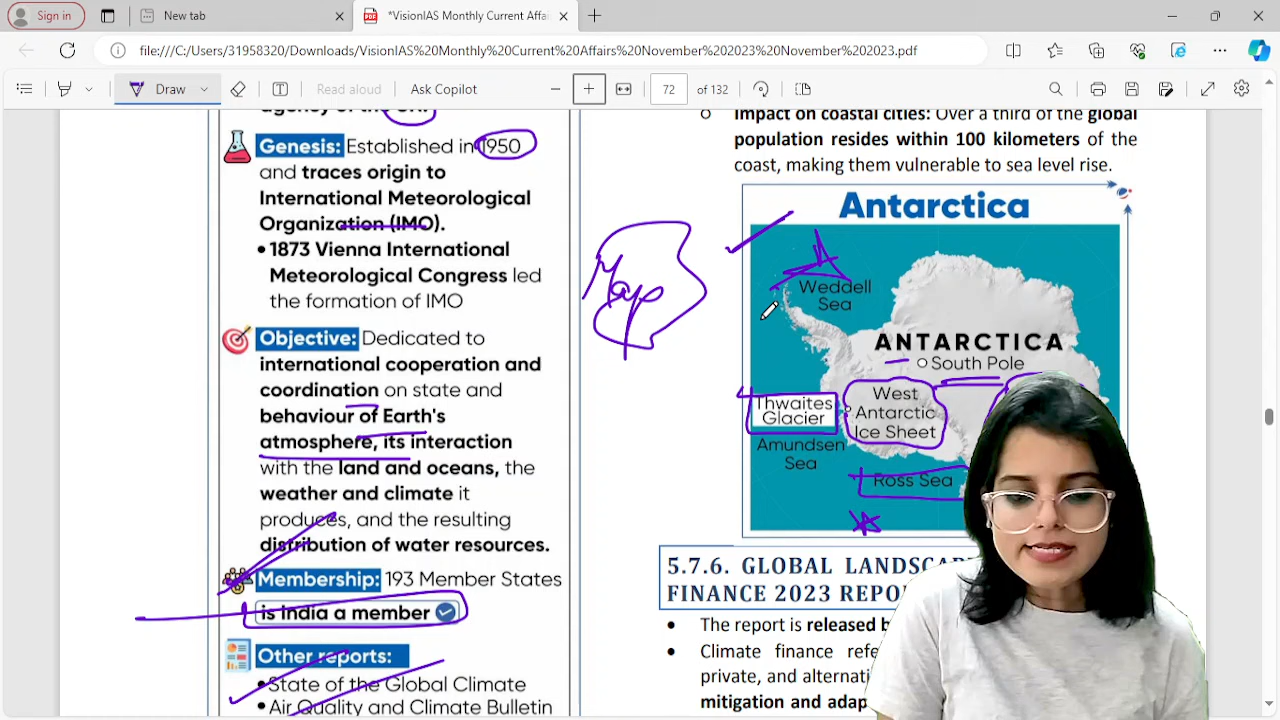 Sign in
New tab
*VisionIAS Monthly Current Affai
file:///C:/Users/31958320/Downloads/VisionIAS%20Monthly%20Current%20Affairs%20November%202023%20November%202023.pdf
Draw
Read aloud
Ask Copilot
72 of 132
agency of the UN.
Genesis: Established in 1950
and traces origin to
International Meteorological
Organization (IMO).
• 1873 Vienna International
Meteorological Congress led
the formation of IMO
Objective: Dedicated to
international cooperation and
coordination on state and
behaviour of Earth's
atmosphere, its interaction
with the land and oceans, the
weather and climate it
produces, and the resulting
distribution of water resources.
Membership: 193 Member States
is India a member
Other reports:
•State of the Global Climate
•Air Quality and Climate Bulletin
Map
o Impact on coastal cities: Over a third of the global
population resides within 100 kilometers of the
coast, making them vulnerable to sea level rise.
Antarctica
Weddell
Sea
ANTARCTICA
South Pole
Thwaites
Glacier
West
Antarctic
Ice Sheet
Amundsen
Sea
Ross Sea
5.7.6. GLOBAL LANDSCA
FINANCE 2023 REPO
• The report is released b
• Climate finance refe
private, and alternati
mitigation and adap